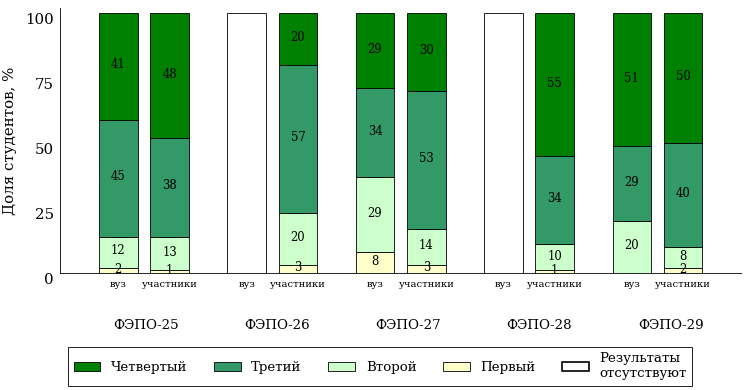 Доля студентов, %
100
75
50
25
0
41 48 20 29 30 55 51 50
45 38 57 34 53 34 29 40
12 13 20 29 14 10 20 8
2 1 3 8 3 1 2
вуз участники вуз участники вуз участники вуз участники вуз участники
ФЭПО-25 ФЭПО-26 ФЭПО-27 ФЭПО-28 ФЭПО-29
Четвертый Третий Второй Первый Результаты
отсутствуют